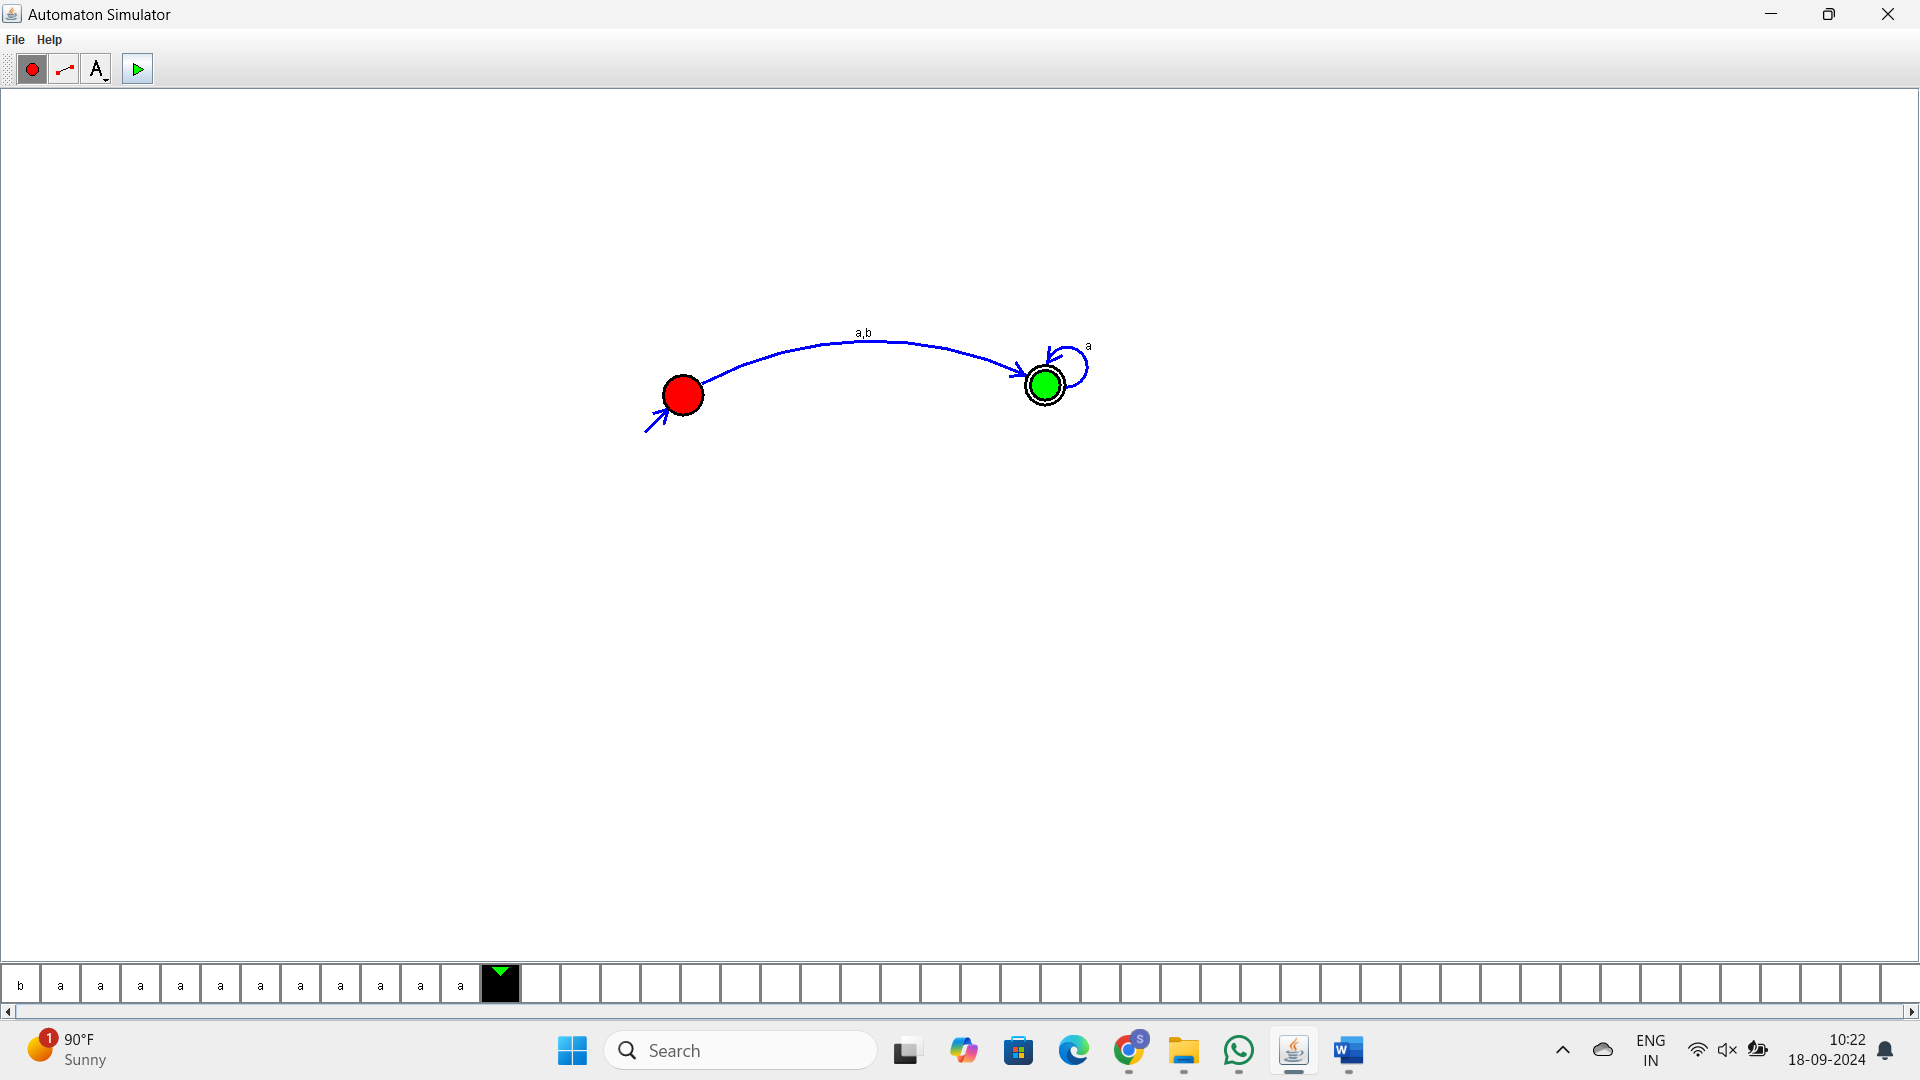 Automaton Simulator
File Help
A
a,b
a
b a a a a a a a a a a a
1
90°F
Sunny
Search
S
W
ENG
IN
10:22
18-09-2024